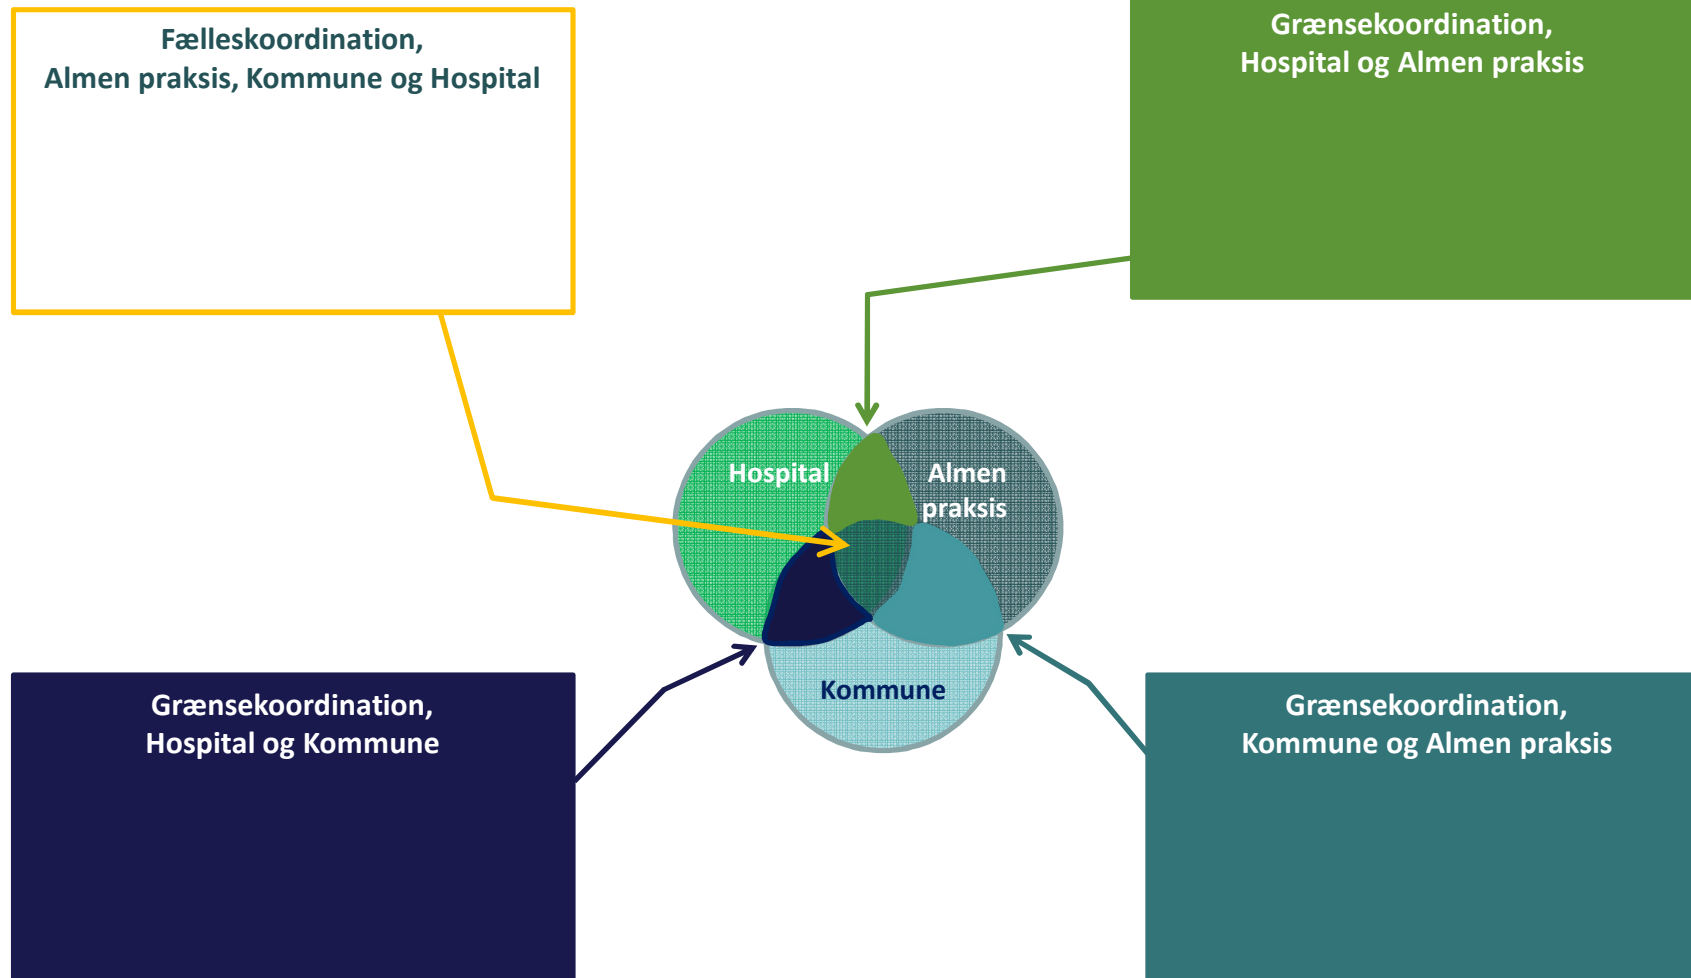 Fælleskoordination,
Almen praksis, Kommune og Hospital
Grænsekoordination,
Hospital og Almen praksis
Hospital
Almen
praksis
Kommune
Grænsekoordination,
Hospital og Kommune
Grænsekoordination,
Kommune og Almen praksis